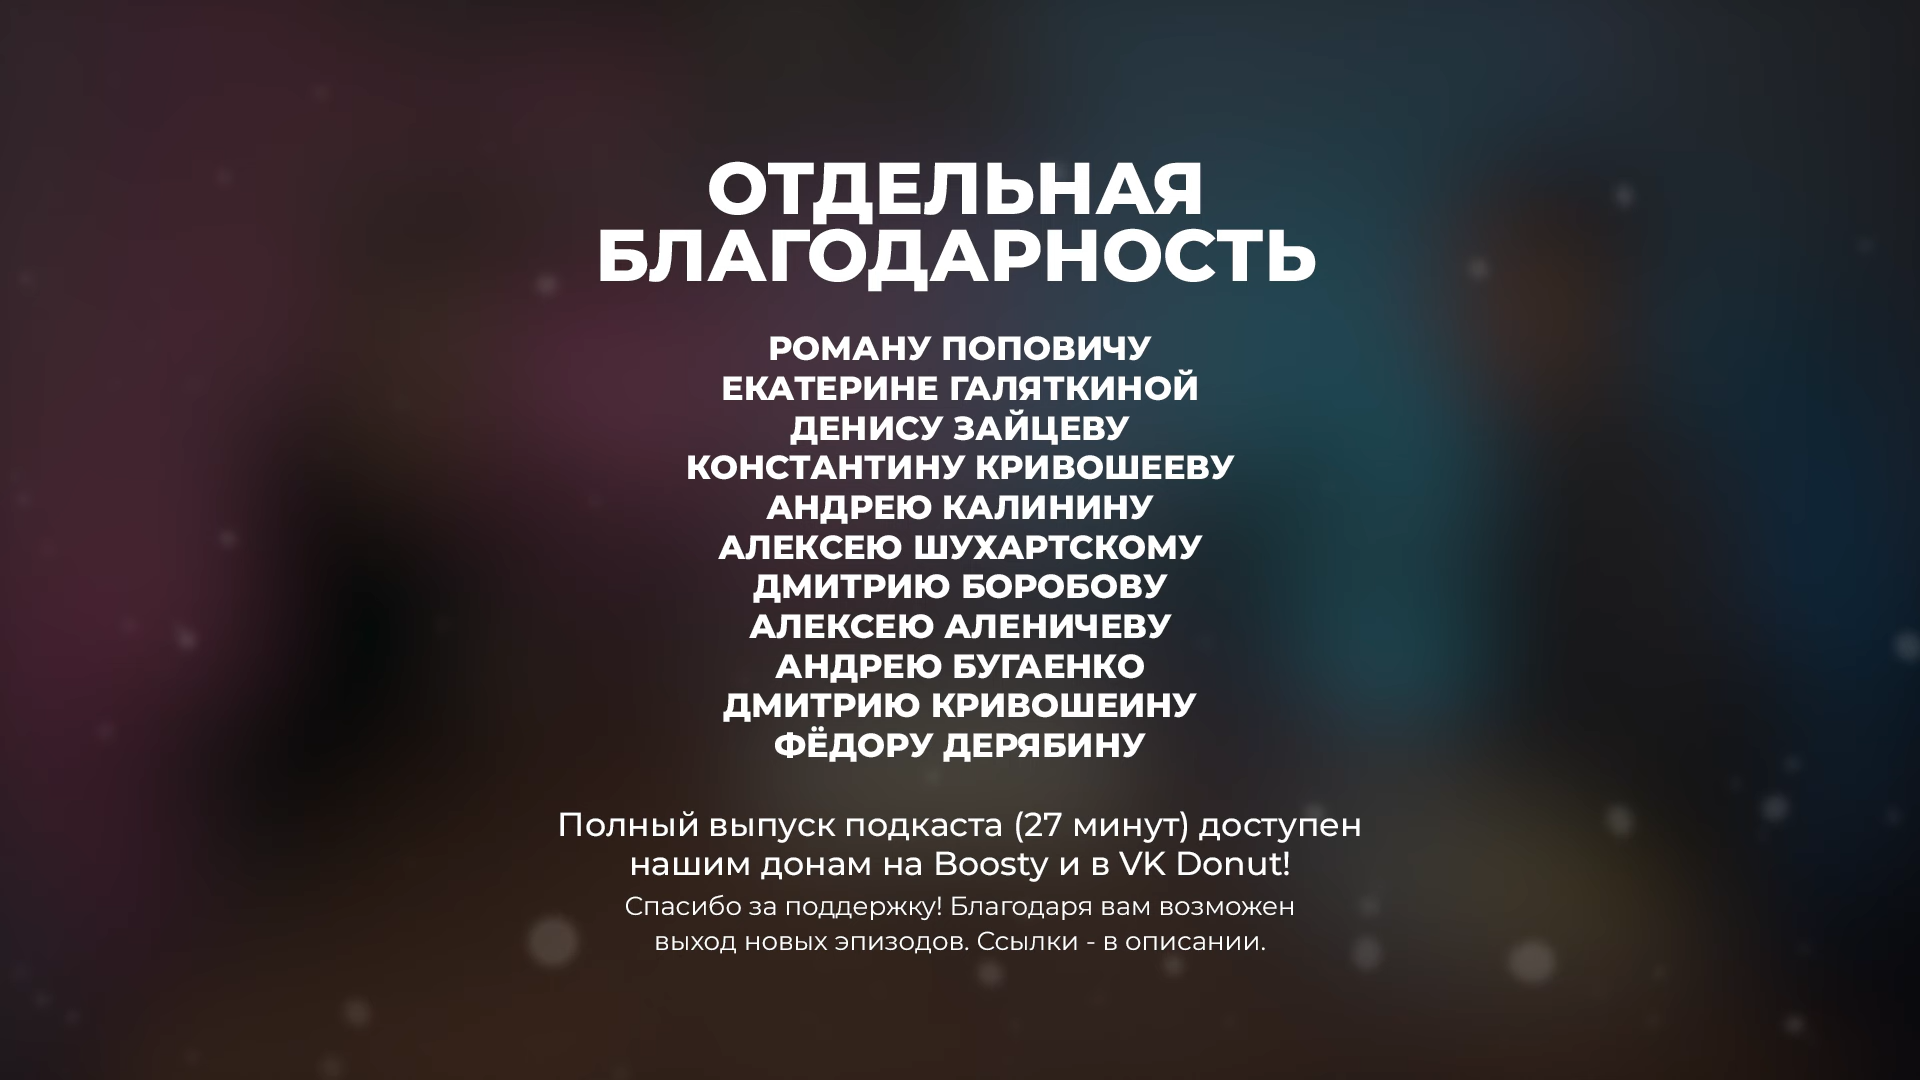 ОТДЕЛЬНАЯ
БЛАГОДАРНОСТЬ
РОМАНУ ПОПОВИЧУ
ЕКАТЕРИНЕ ГАЛЯТКИНОЙ
ДЕНИСУ ЗАЙЦЕВУ
КОНСТАНТИНУ КРИВОШЕЕВУ
АНДРЕЮ КАЛИНИНУ
АЛЕКСЕЮ ШУХАРТСКОМУ
ДМИТРИЮ БОРОБОВУ
АЛЕКСЕЮ АЛЕНИЧЕВУ
АНДРЕЮ БУГАЕНКО
ДМИТРИЮ КРИВОШЕИНУ
ФЁДОРУ ДЕРЯБИНУ
Полный выпуск подкаста (27 минут) доступен
нашим донам на Boosty и в VK Donut!
Спасибо за поддержку! Благодаря вам возможен
выход новых эпизодов. Ссылки - в описании.